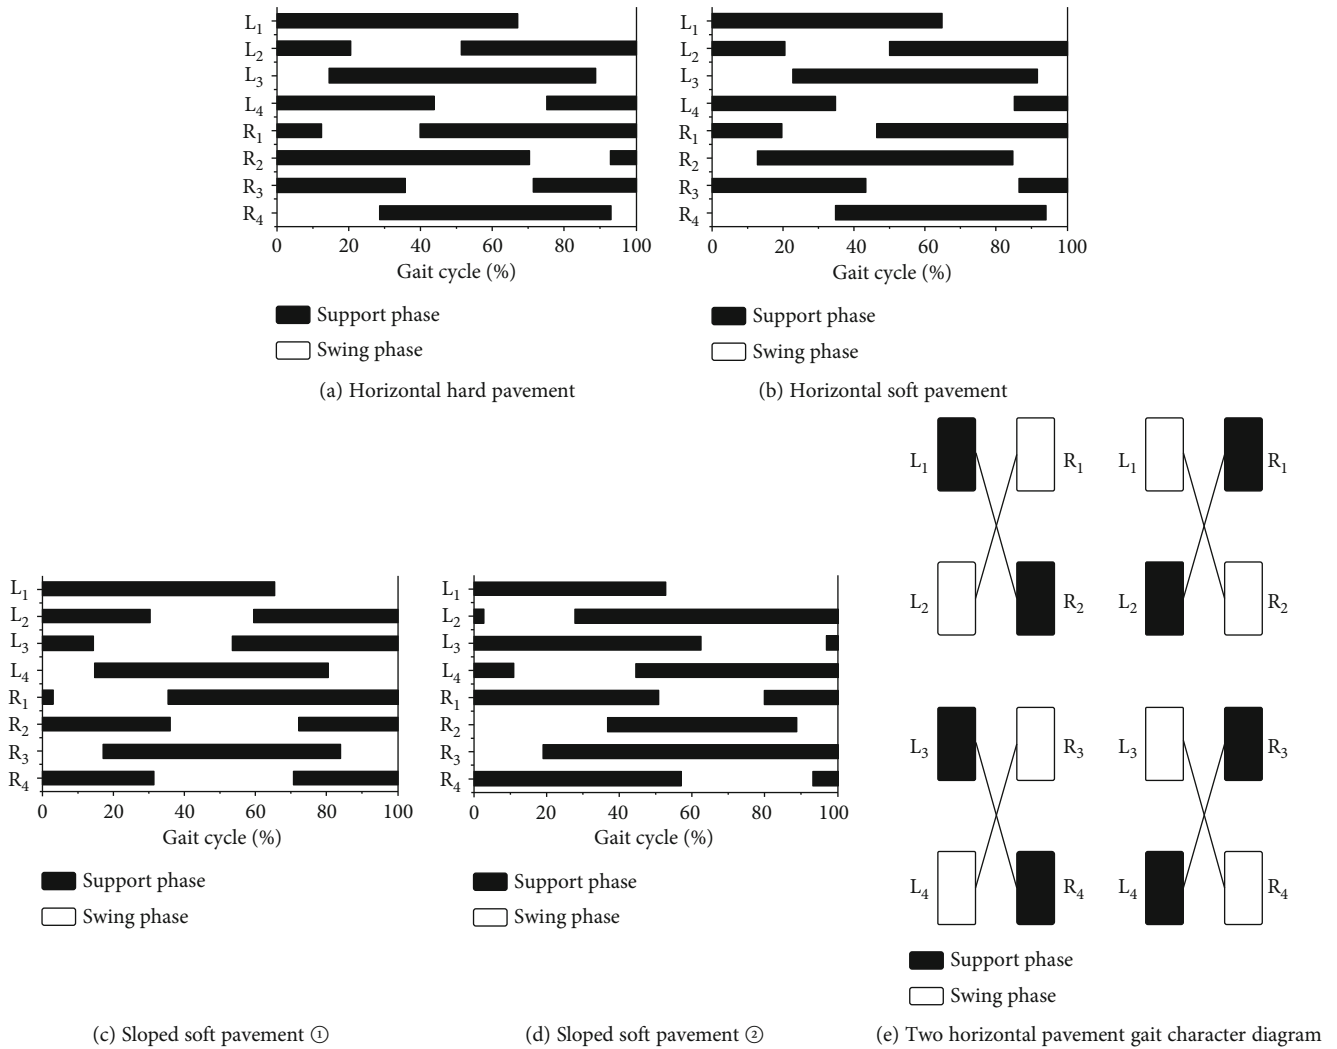 L1
L2
L3
L4
R1
R2
R3
R4
0 20 40 60 80 100
Gait cycle (%)
Support phase
Swing phase
(a) Horizontal hard pavement
L1
L2
L3
L4
R1
R2
R3
R4
0 20 40 60 80 100
Gait cycle (%)
Support phase
Swing phase
(b) Horizontal soft pavement
L1
L2
L3
L4
R1
R2
R3
R4
0 20 40 60 80 100
Gait cycle (%)
Support phase
Swing phase
(c) Sloped soft pavement ①
L1
L2
L3
L4
R1
R2
R3
R4
0 20 40 60 80 100
Gait cycle (%)
Support phase
Swing phase
(d) Sloped soft pavement ②
L1 R1 L1 R1
L2 R2 L2 R2
L3 R3 L3 R3
L4 R4 L4 R4
Support phase
Swing phase
(e) Two horizontal pavement gait character diagram